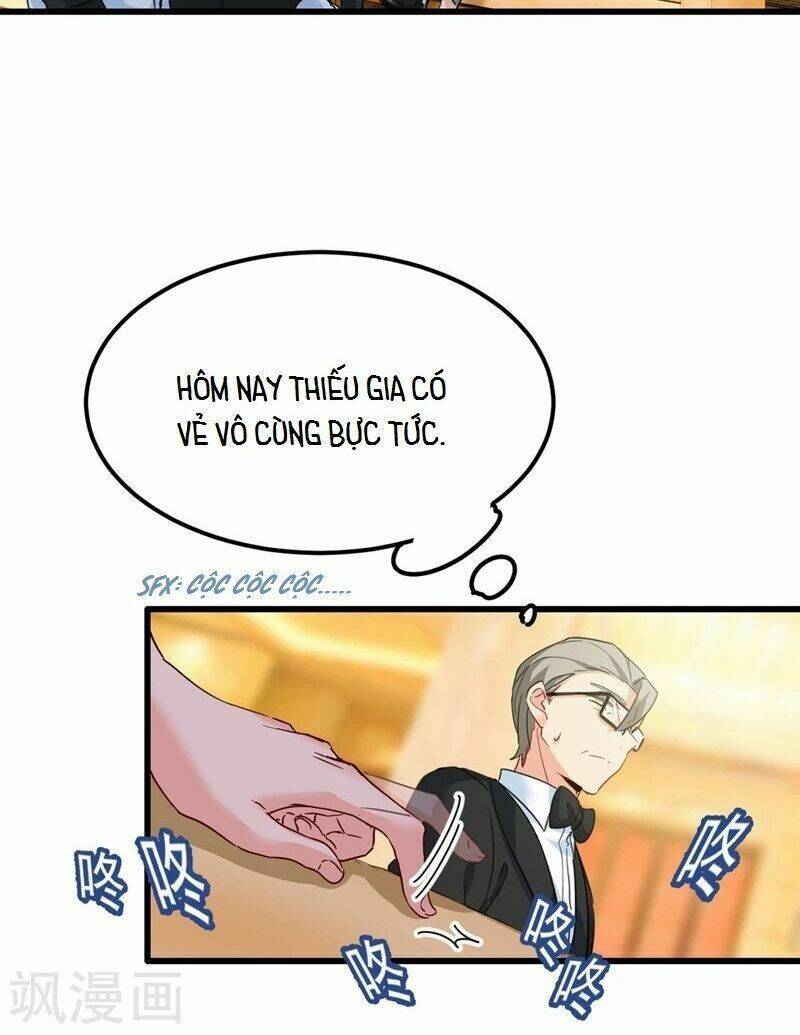 HÔM NAY THIẾU GIA CÓ
VẺ VÔ CÙNG BỰC TỨC.
SFX: CỘC CỘC CỘC.....
咚
咚
咚
咚
咚
咚
飒漫画